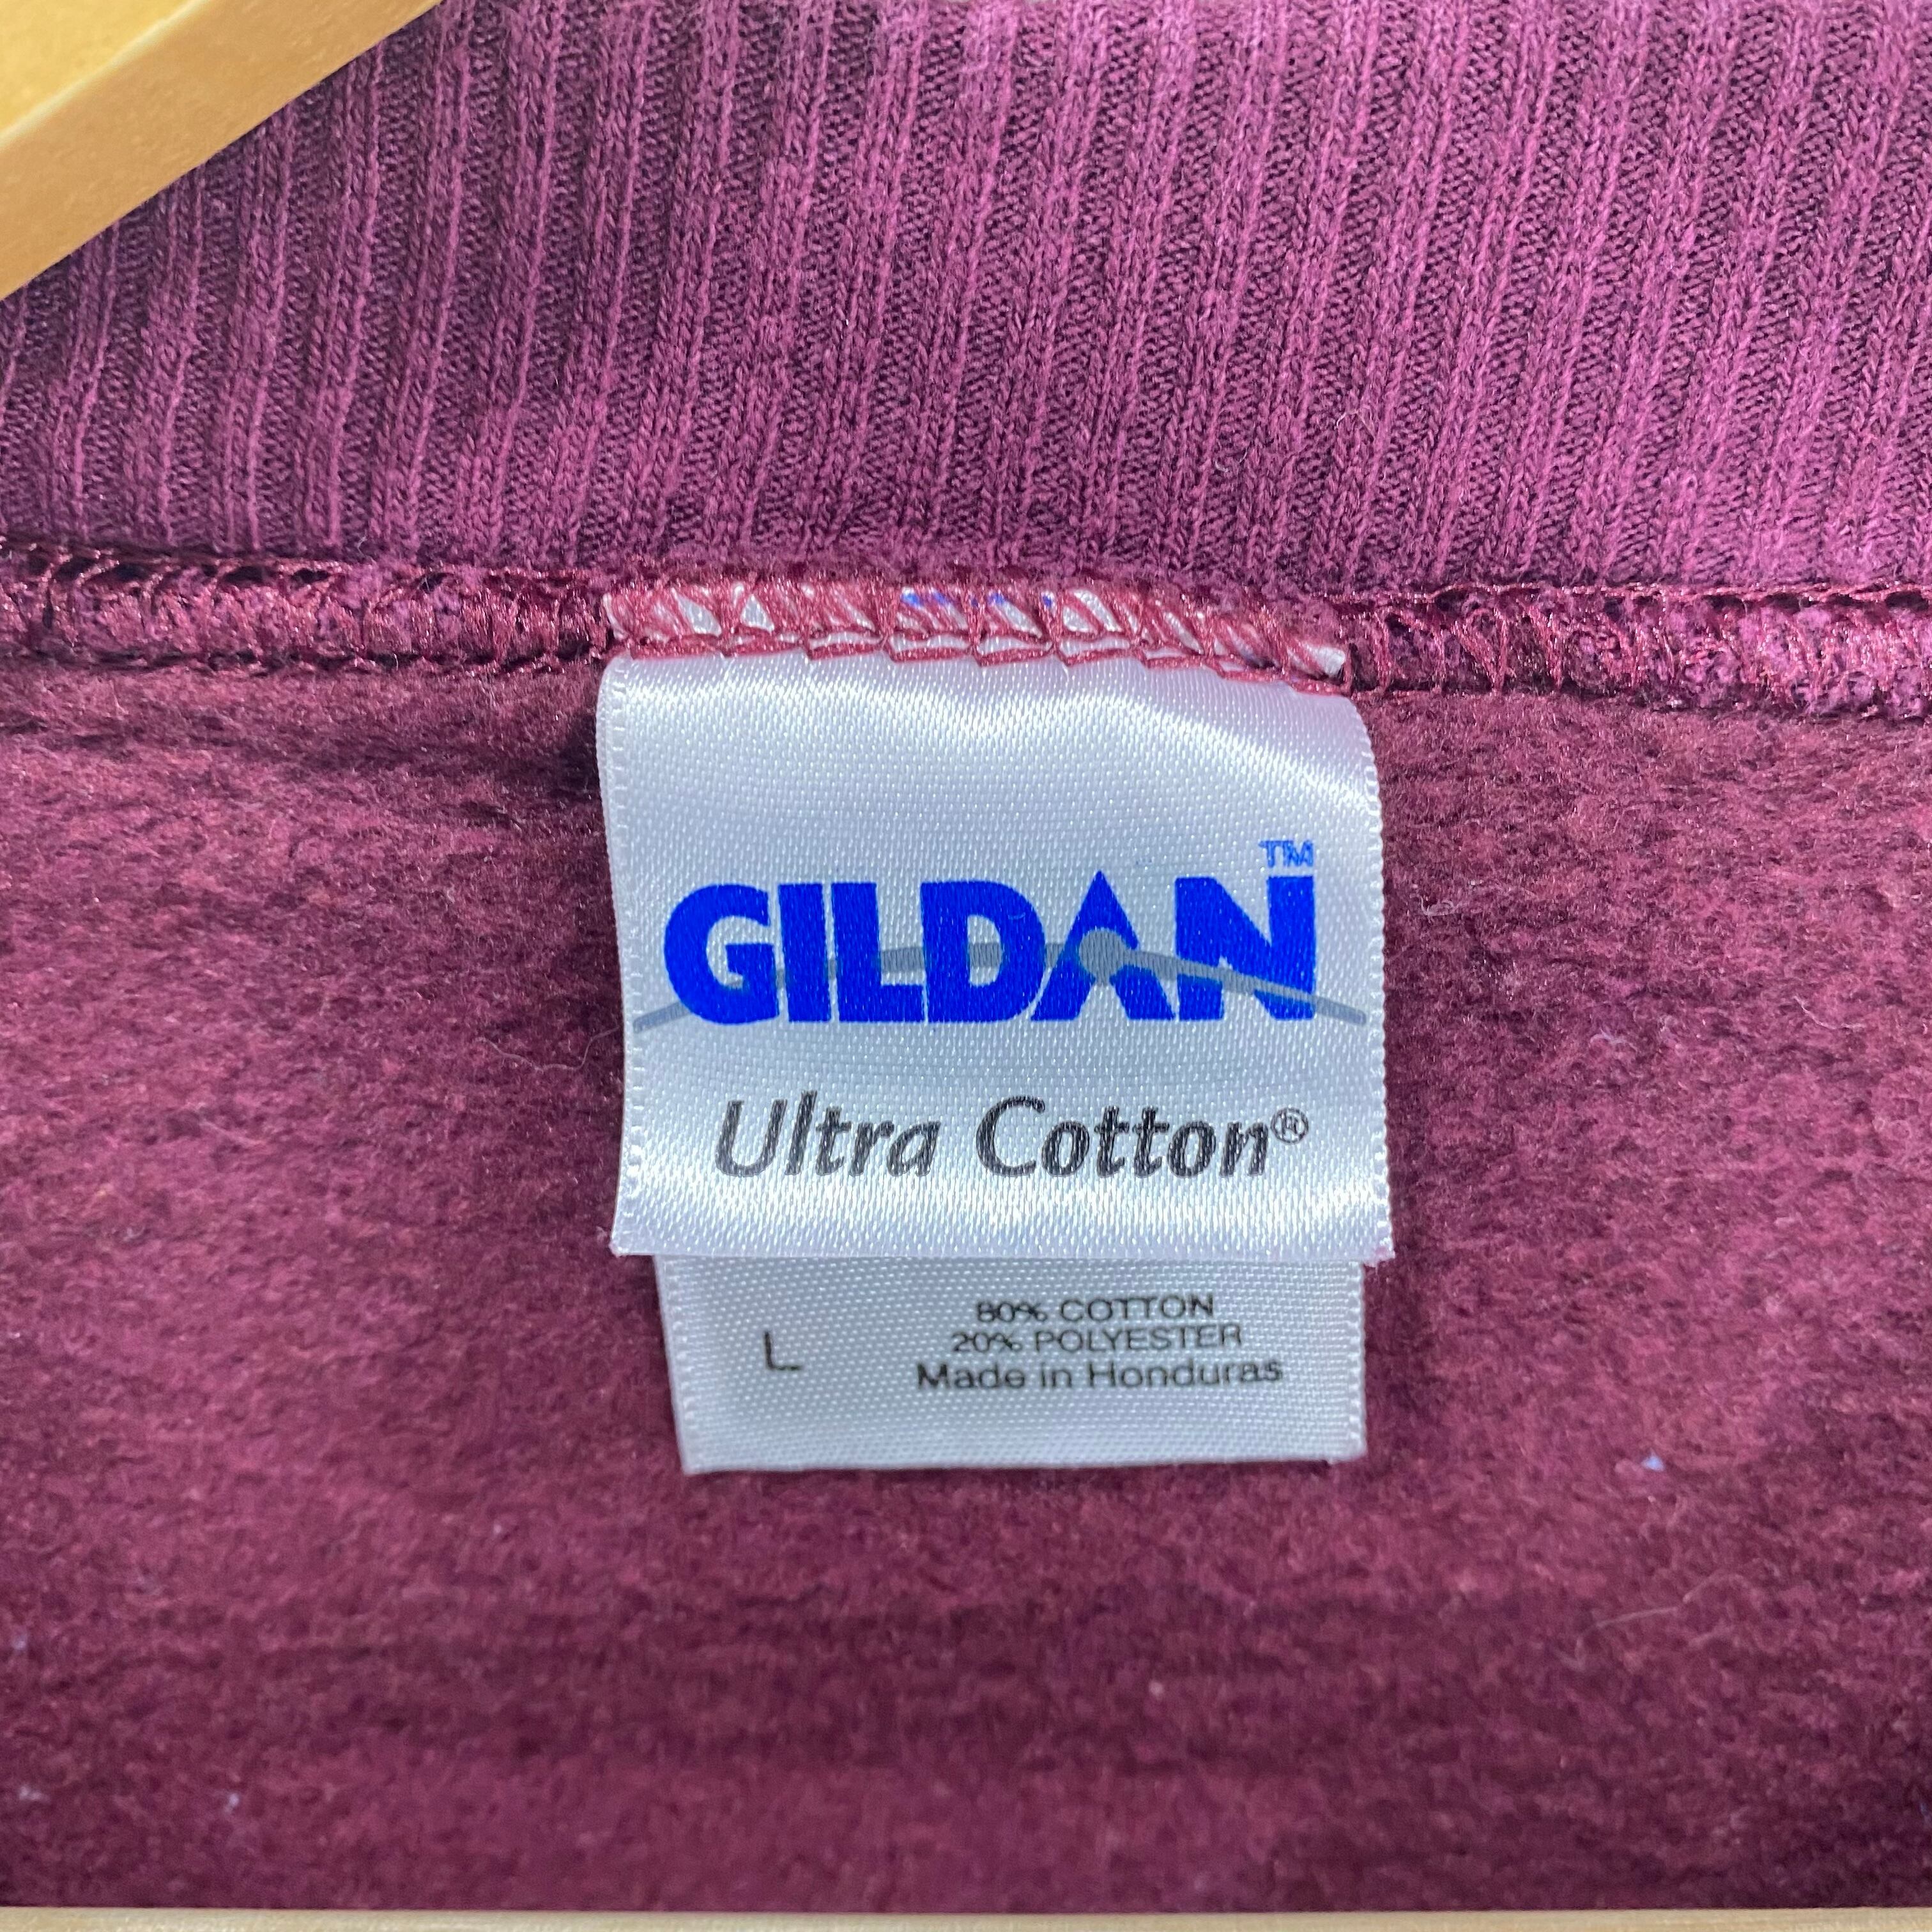 GILDAN™
Ultra Cotton®
80% COTTON
20% POLYESTER
L
Made in Honduras